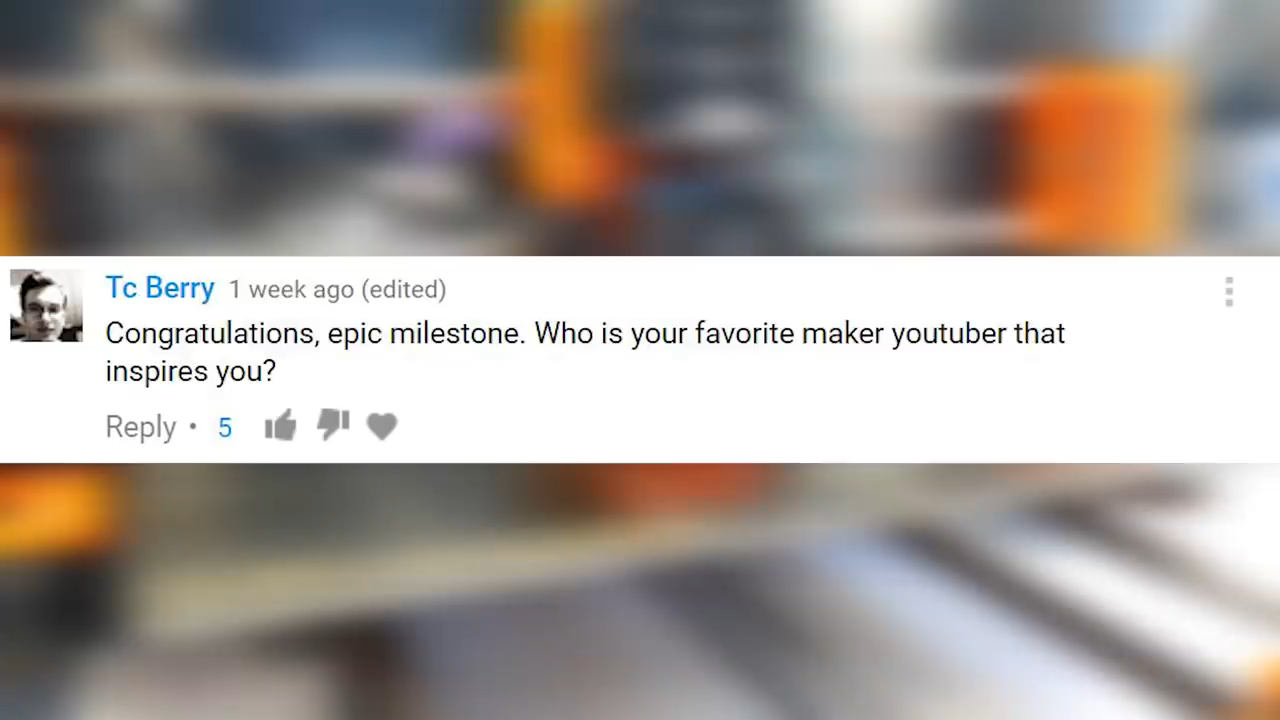 Tc Berry 1 week ago (edited)
Congratulations, epic milestone. Who is your favorite maker youtuber that
inspires you?
Reply • 5